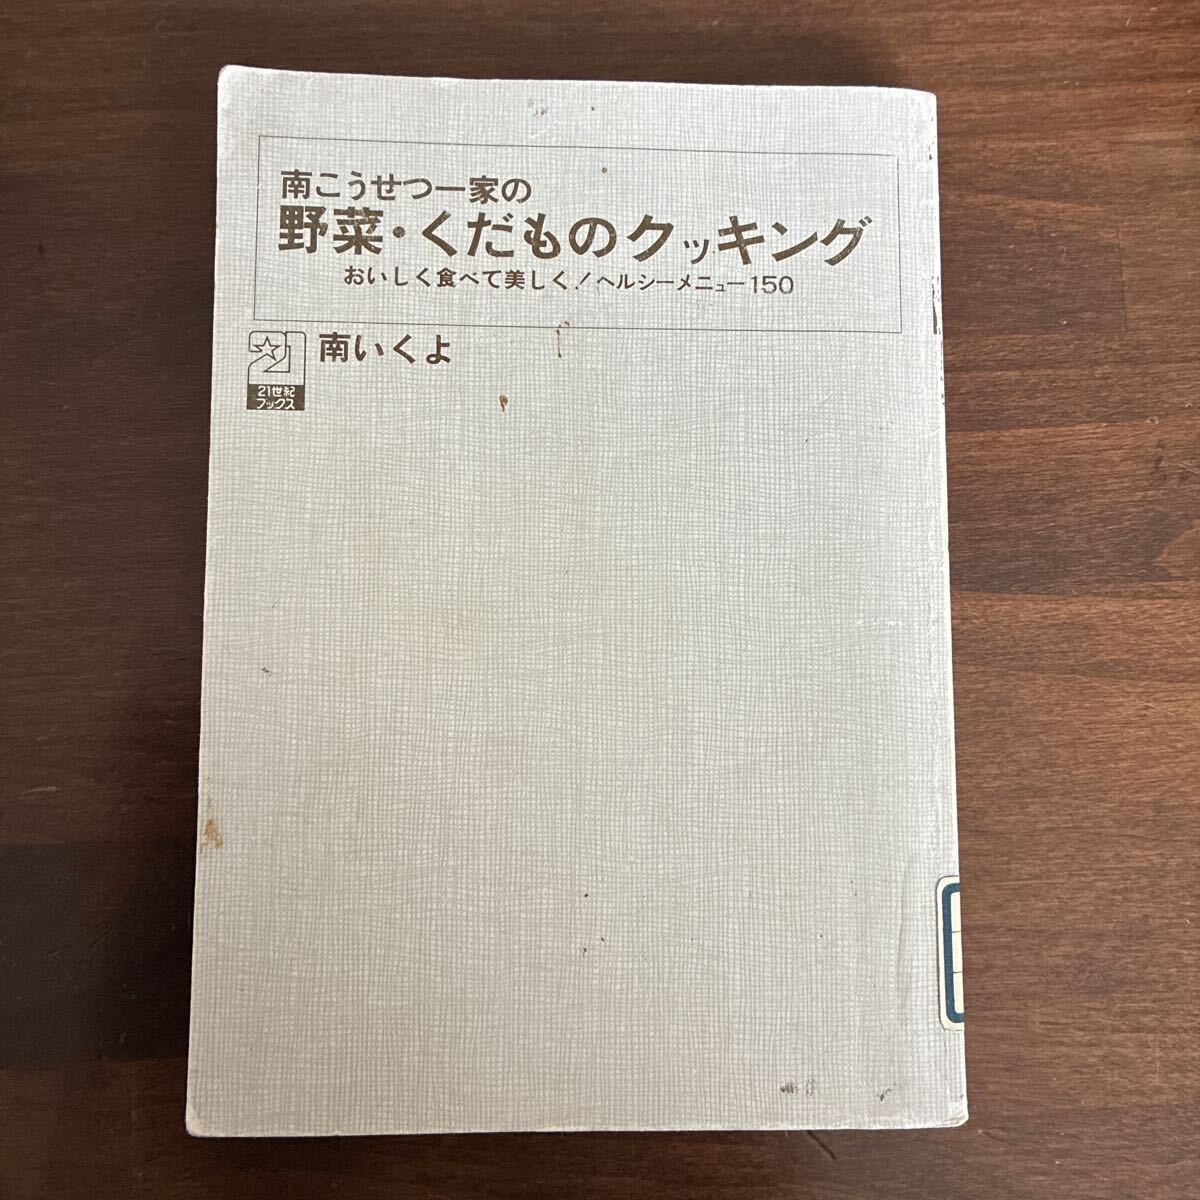 南こうせつ一家の
野菜・くだものクッキング
おいしく食べて美しく!ヘルシーメニュー150
南いくよ
21
21世紀
ブックス